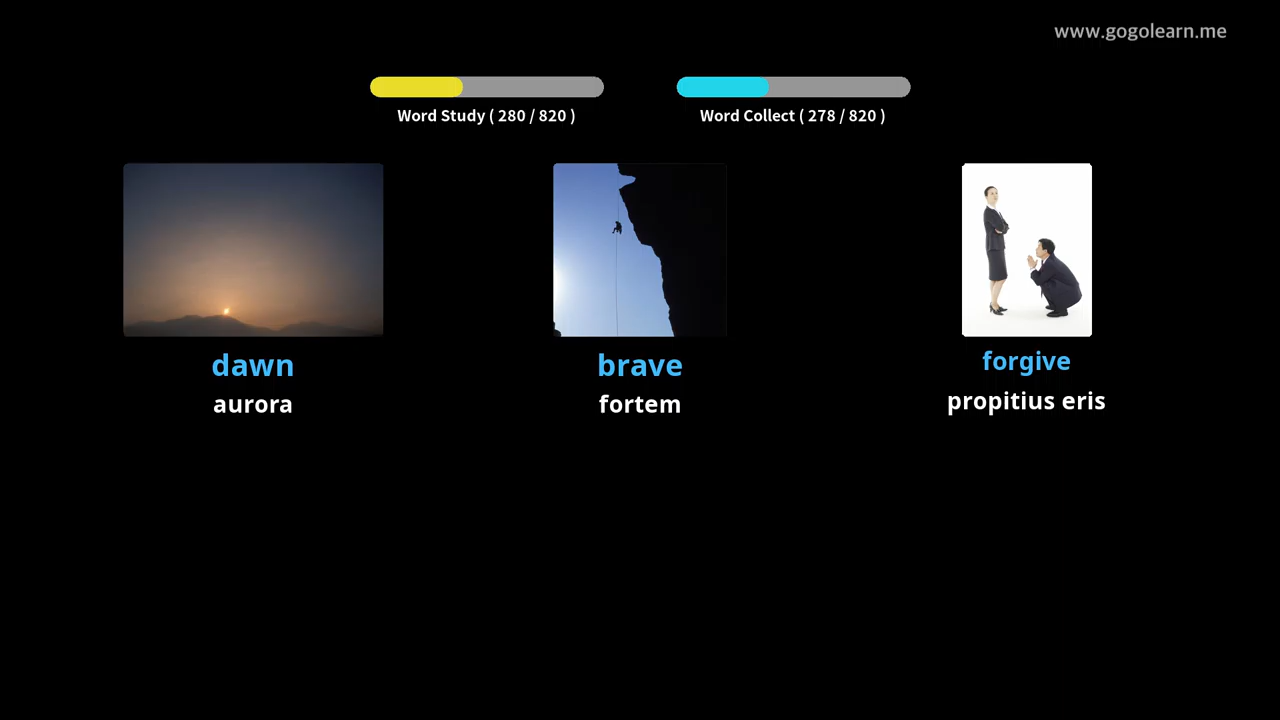 www.gogolearn.me
Word Study ( 280 / 820 )
Word Collect ( 278 / 820 )
dawn
aurora
brave
fortem
forgive
propitius eris